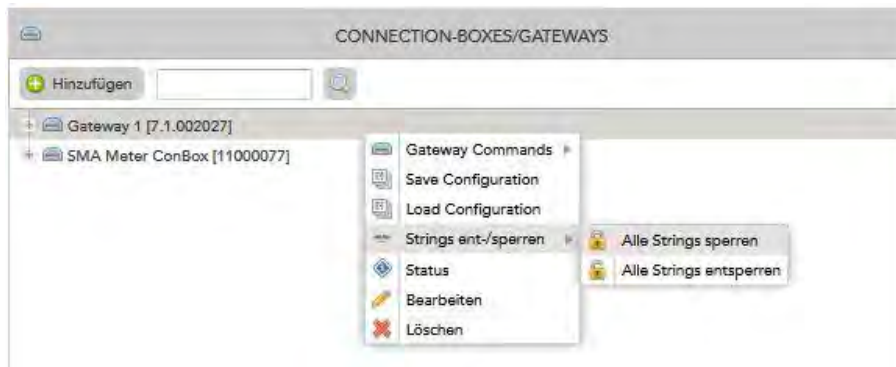 CONNECTION-BOXES/GATEWAYS
Hinzufügen
Gateway 1 [7.1.002027]
SMA Meter ConBox [11000077]
Gateway Commands
Save Configuration
Load Configuration
Strings ent-/sperren
Alle Strings sperren
Status
Alle Strings entsperren
Bearbeiten
Löschen